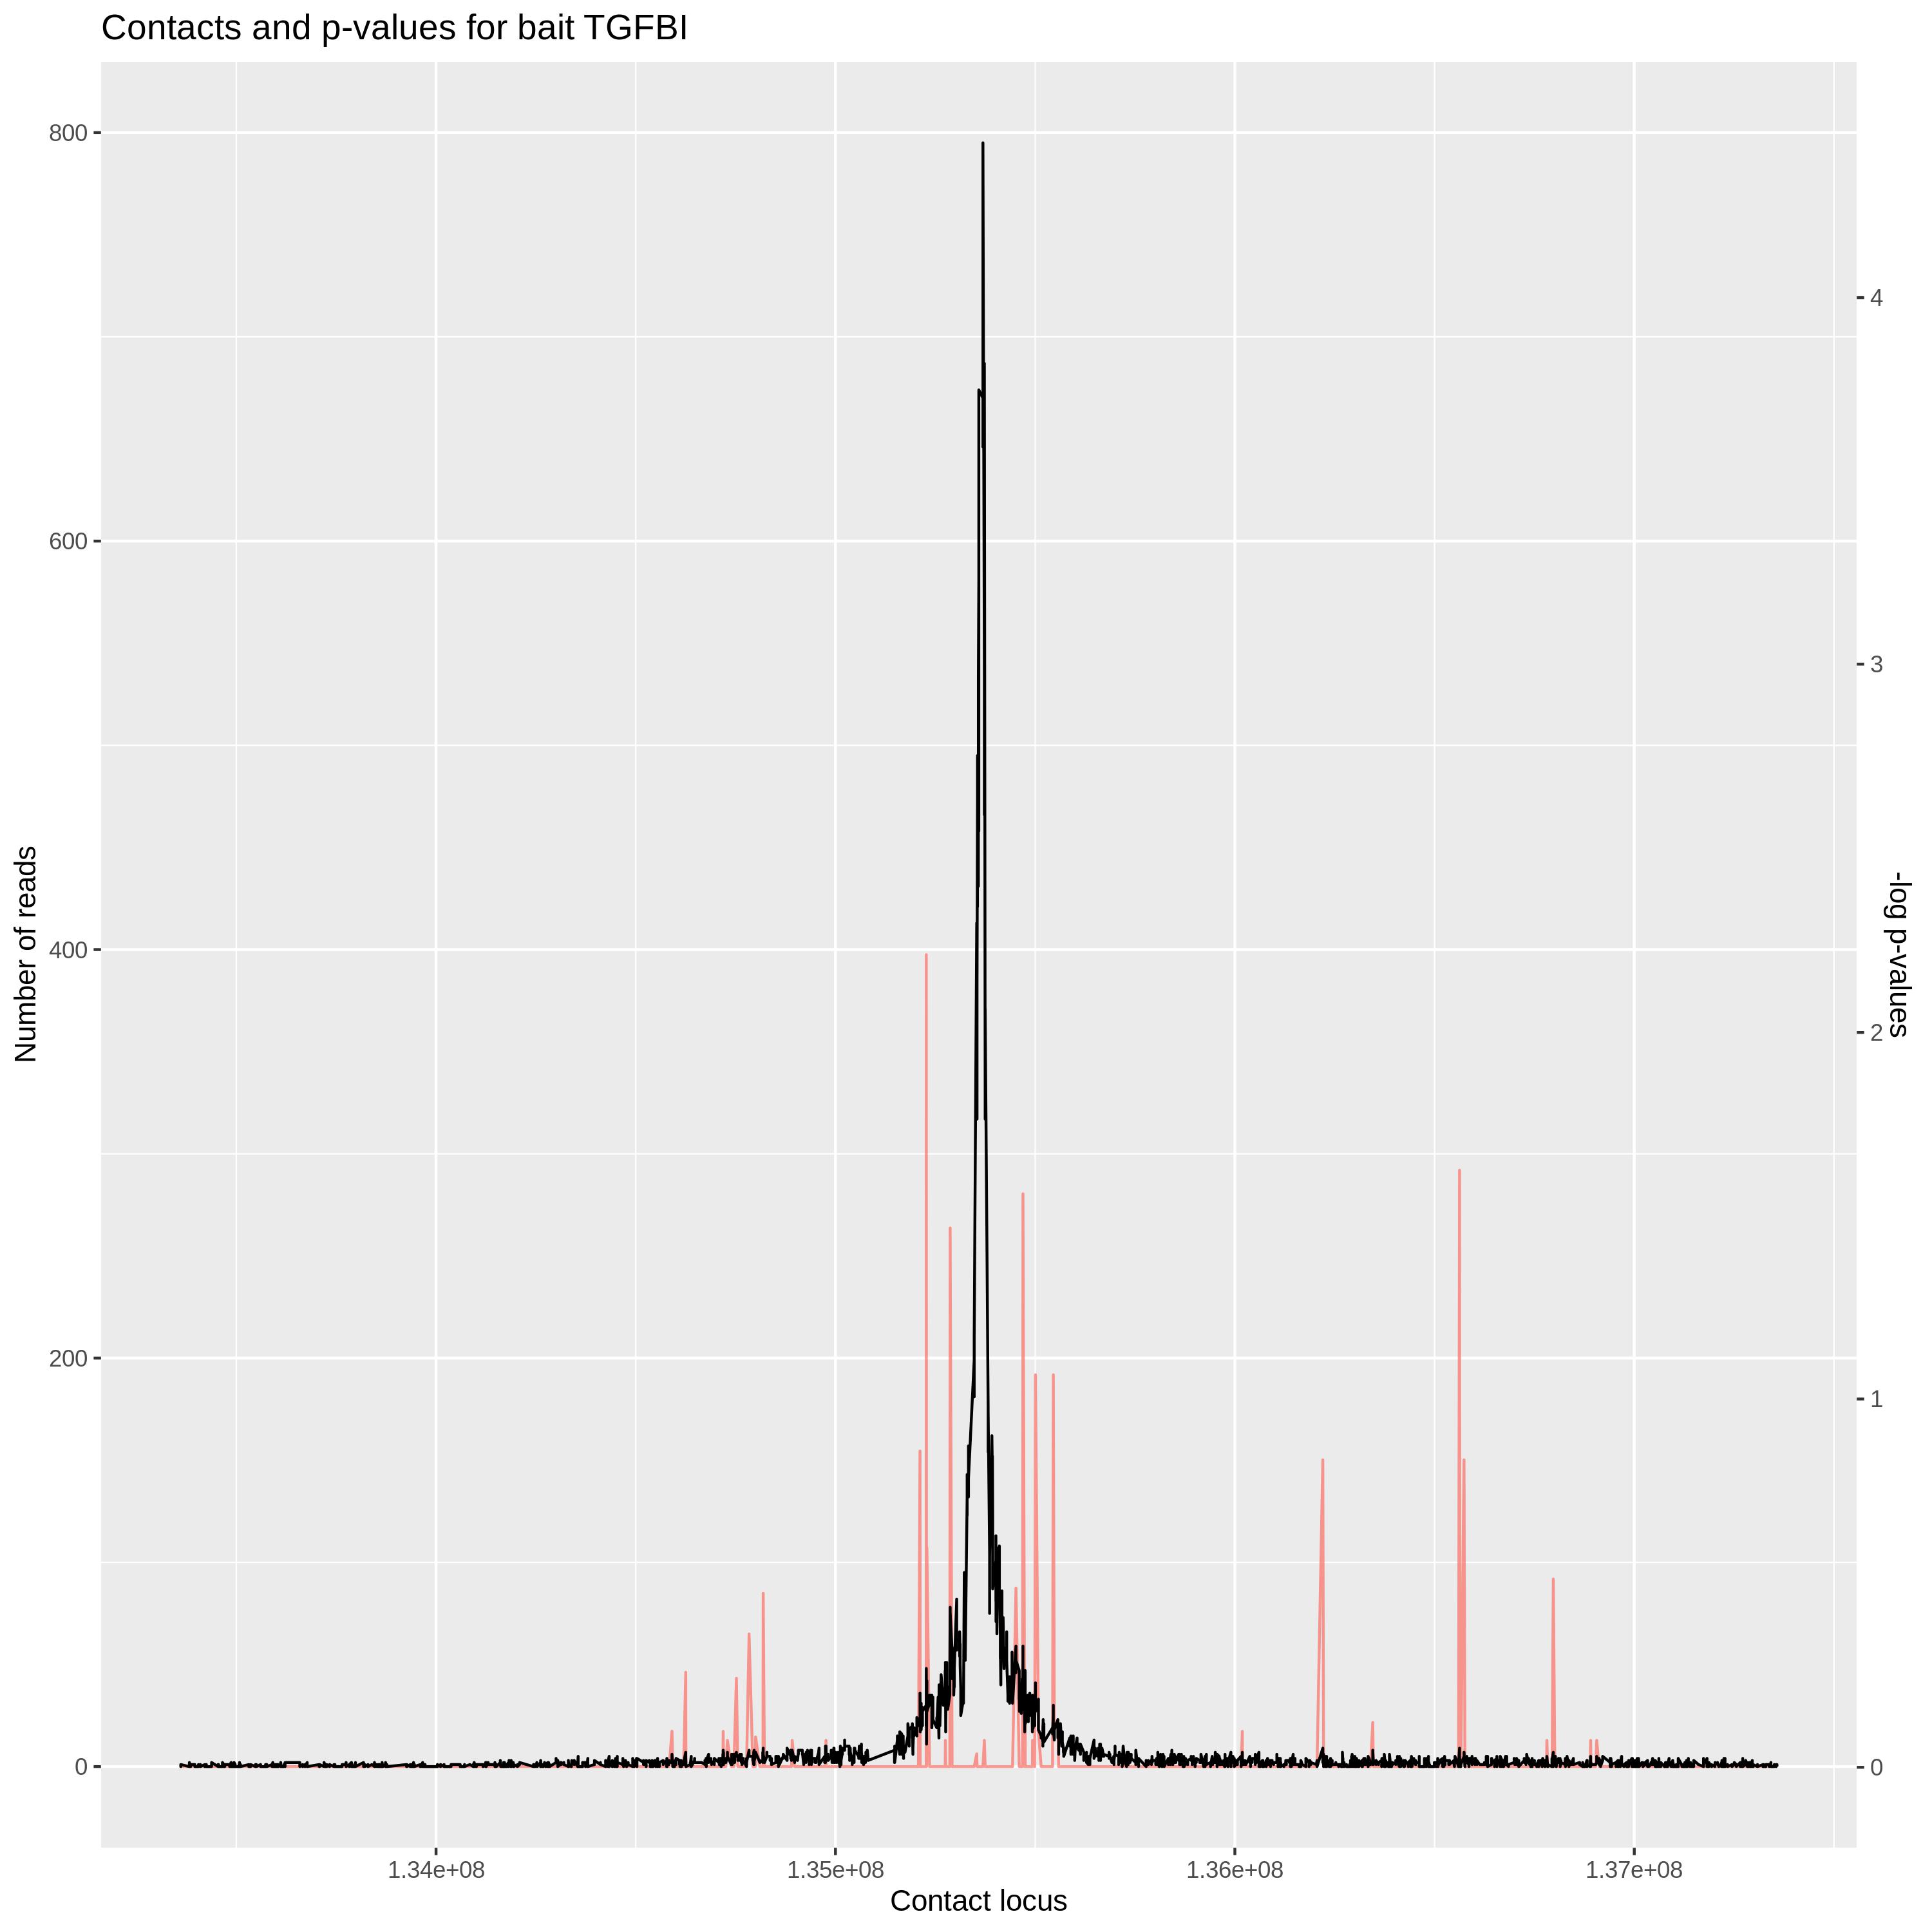 Contacts and p-values for bait TGFBI
800
600
400
200
0
Number of reads
4
3
2
1
0
-log p-values
1.34e+08
1.35e+08
1.36e+08
1.37e+08
Contact locus